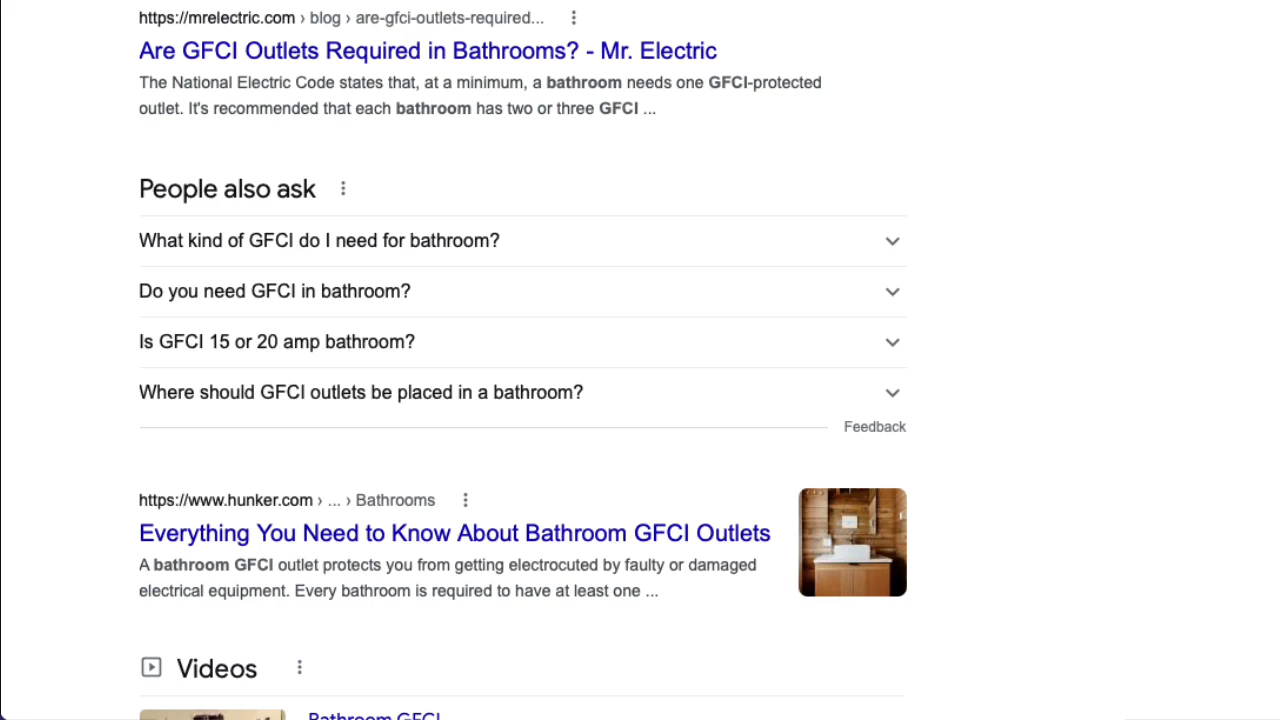 https://mrelectric.com › blog › are-gfci-outlets-required...
Are GFCI Outlets Required in Bathrooms? - Mr. Electric
The National Electric Code states that, at a minimum, a bathroom needs one GFCI-protected
outlet. It's recommended that each bathroom has two or three GFCI ...
People also ask
What kind of GFCI do I need for bathroom?
Do you need GFCI in bathroom?
Is GFCI 15 or 20 amp bathroom?
Where should GFCI outlets be placed in a bathroom?
Feedback
https://www.hunker.com › ... › Bathrooms
Everything You Need to Know About Bathroom GFCI Outlets
A bathroom GFCI outlet protects you from getting electrocuted by faulty or damaged
electrical equipment. Every bathroom is required to have at least one ...
Videos
Bathroom GFCI